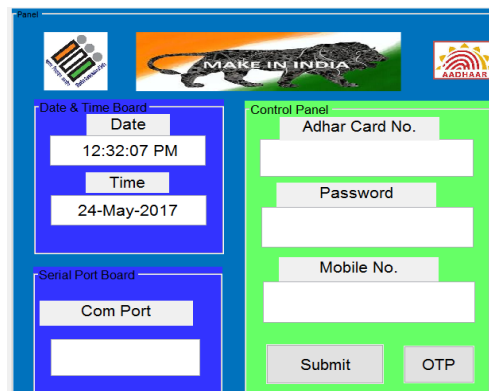 Panel
MAKE IN INDIA
AADHAAR
Date & Time Board
Date
12:32:07 PM
Time
24-May-2017
Serial Port Board
Com Port
Control Panel
Adhar Card No.
Password
Mobile No.
Submit
OTP